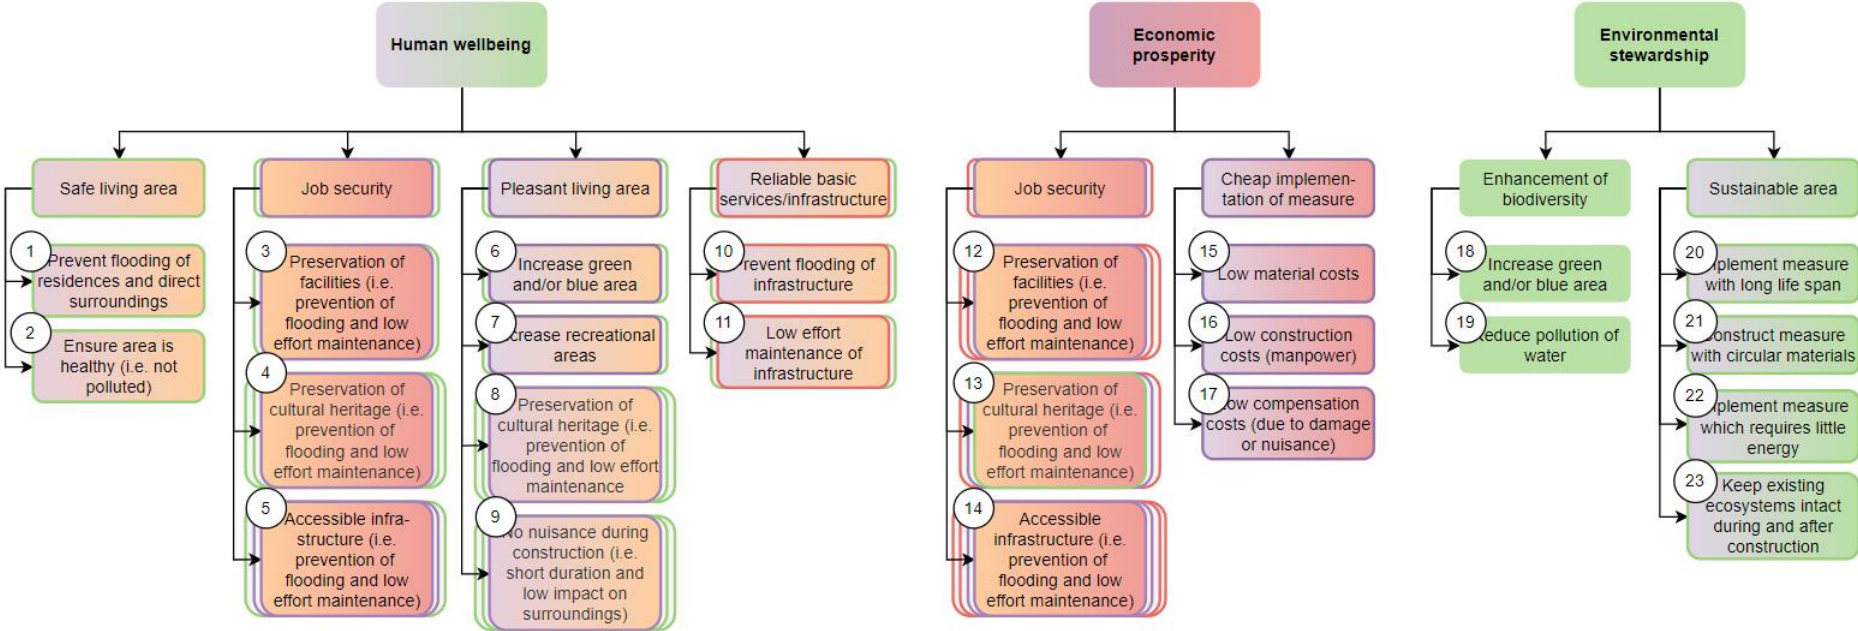 Human wellbeing
Safe living area
1
Prevent flooding of
residences and direct
surroundings
2
Ensure area is
healthy (i.e. not
polluted)
Job security
3
Preservation of
facilities (i.e.
prevention of
flooding and low
effort maintenance)
4
Preservation of
cultural heritage (i.e.
prevention of
flooding and low
effort maintenance)
5
Accessible infra-
structure (i.e.
prevention of
flooding and low
effort maintenance)
Pleasant living area
6
Increase green
and/or blue area
7
Increase recreational
areas
8
Preservation of
cultural heritage (i.e.
prevention of
flooding and low effort
maintenance
9
No nuisance during
construction (i.e.
short duration and
low impact on
surroundings)
Reliable basic
services/infrastructure
10
Prevent flooding of
infrastructure
11
Low effort
maintenance of
infrastructure
Economic
prosperity
Job security
12
Preservation of
facilities (i.e.
prevention of
flooding and low
effort maintenance)
13
Preservation of
cultural heritage (i.e.
prevention of
flooding and low
effort maintenance)
14
Accessible
infrastructure (i.e.
prevention of
flooding and low
effort maintenance)
Cheap implemen-
tation of measure
15
Low material costs
16
Low construction
costs (manpower)
17
Low compensation
costs (due to damage
or nuisance)
Environmental
stewardship
Enhancement of
biodiversity
18
Increase green
and/or blue area
19
Reduce pollution of
water
Sustainable area
20
Implement measure
with long life span
21
Construct measure
with circular materials
22
Implement measure
which requires little
energy
23
Keep existing
ecosystems intact
during and after
construction